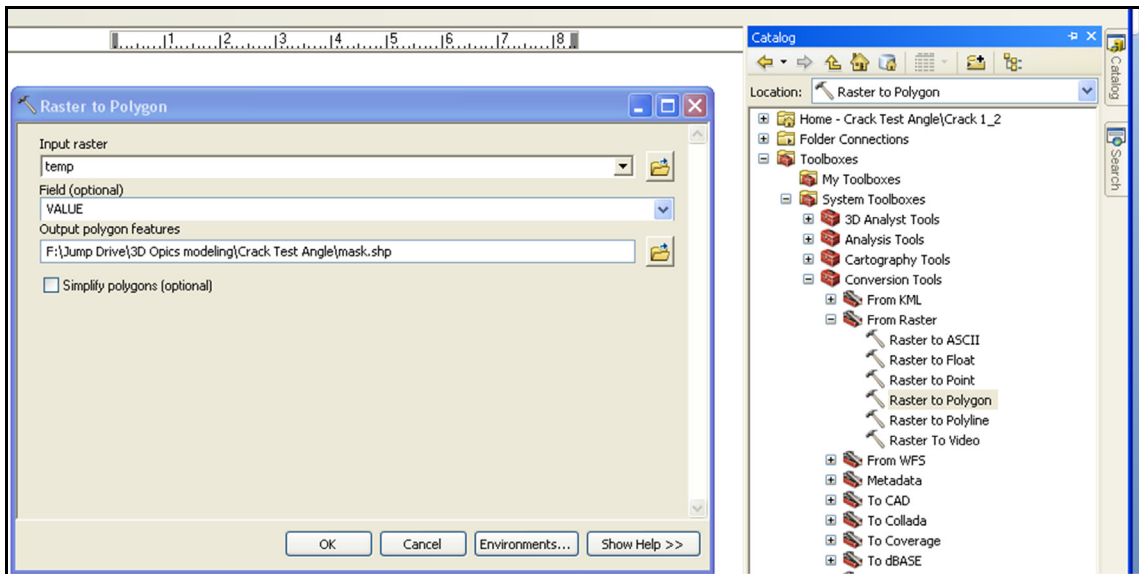 1 2 3 4 5 6 7 8
Raster to Polygon
Input raster
temp
Field (optional)
VALUE
Output polygon features
F:\Jump Drive\3D Opics modeling\Crack Test Angle\mask.shp
Simplify polygons (optional)
OK Cancel Environments... Show Help >>
Catalog
Location: Raster to Polygon
Home - Crack Test Angle\Crack 1_2
Folder Connections
Toolboxes
My Toolboxes
System Toolboxes
3D Analyst Tools
Analysis Tools
Cartography Tools
Conversion Tools
From KML
From Raster
Raster to ASCII
Raster to Float
Raster to Point
Raster to Polygon
Raster to Polyline
Raster To Video
From WFS
Metadata
To CAD
To Collada
To Coverage
To dBASE
Catalog
Search